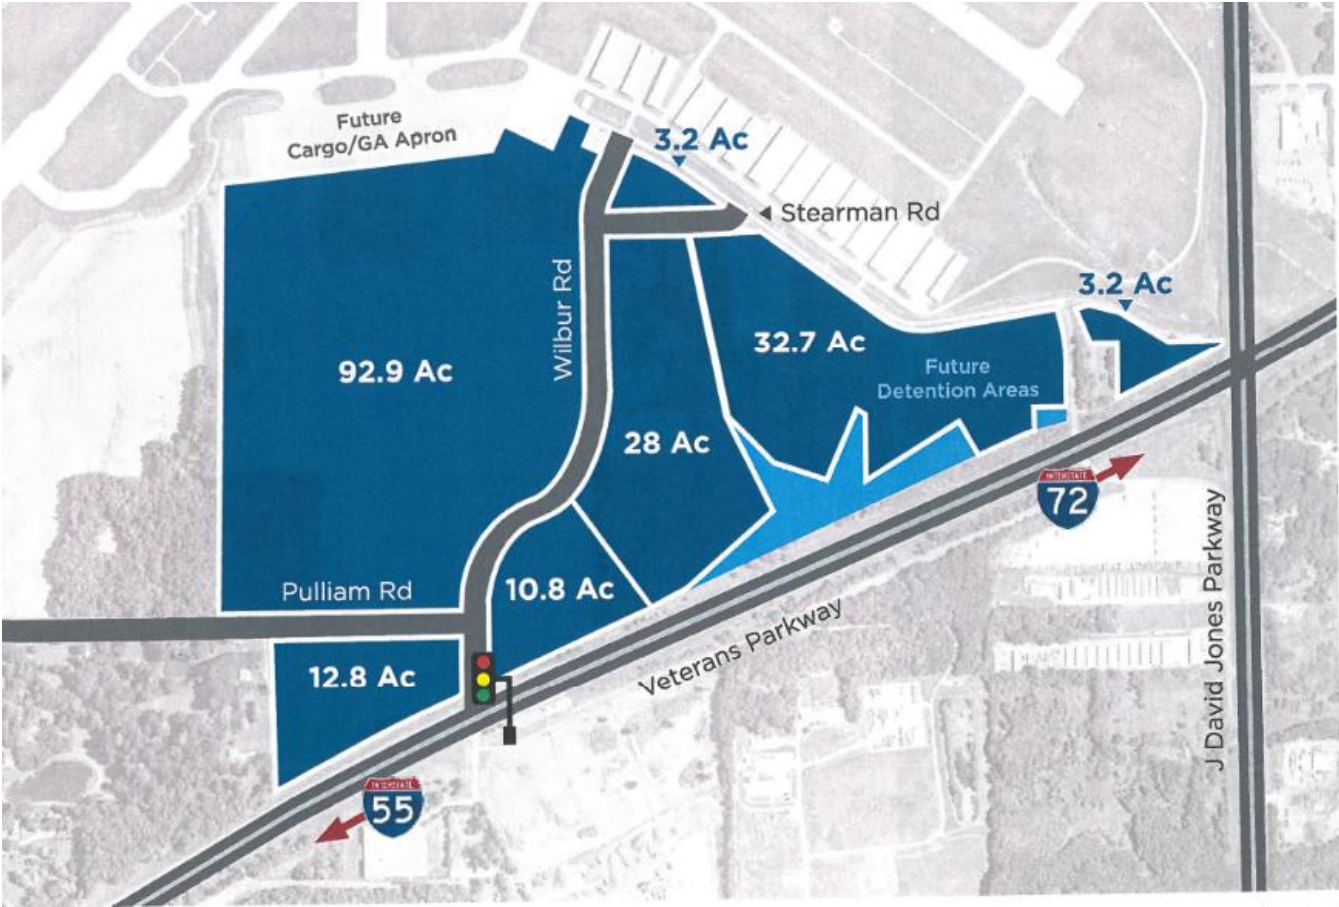 Future
Cargo/GA Apron
3.2 Ac
Stearman Rd
Wilbur Rd
3.2 Ac
92.9 Ac
32.7 Ac
Future
Detention Areas
28 Ac
INTERSTATE
72
Pulliam Rd
10.8 Ac
12.8 Ac
Veterans Parkway
J David Jones Parkway
INTERSTATE
55